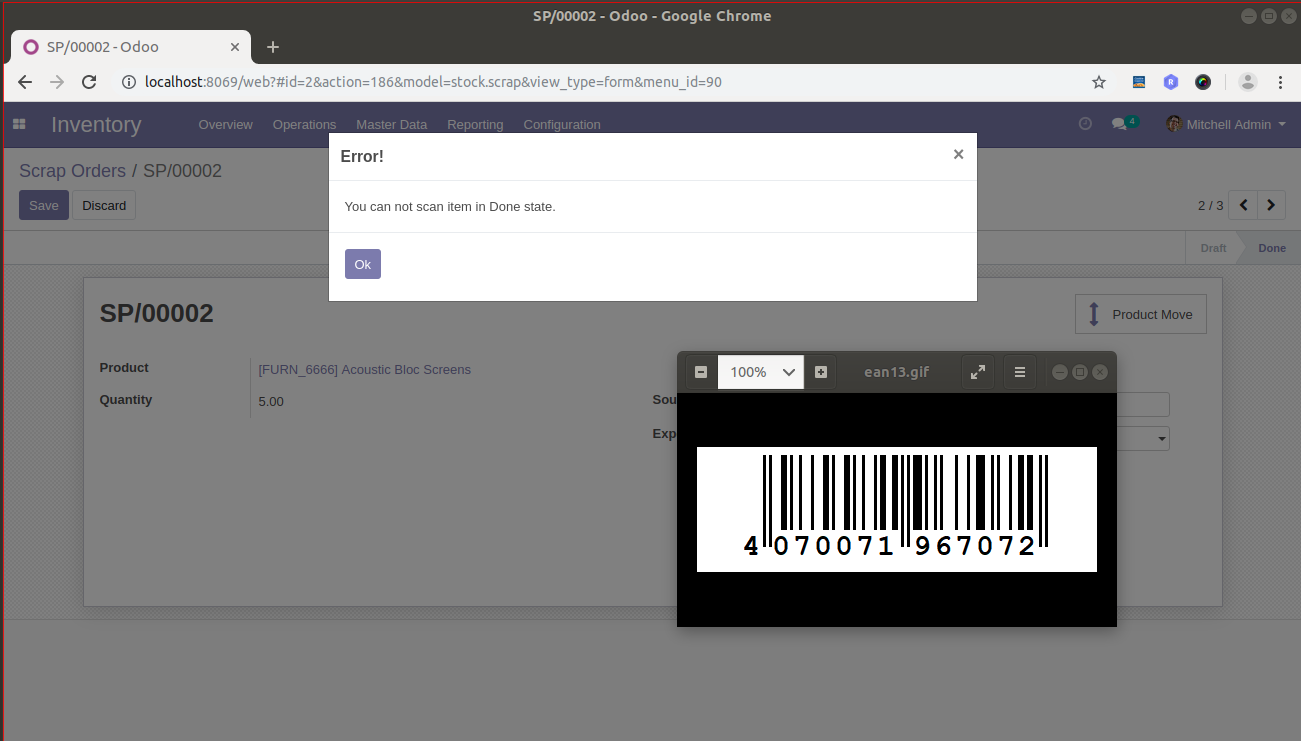 SP/00002 - Odoo - Google Chrome
SP/00002 - Odoo
localhost:8069/web?#id=2&action=186&model=stock.scrap&view_type=form&menu_id=90
R
Inventory Overview Operations Master Data Reporting Configuration 4 Mitchell Admin
Error!
Scrap Orders / SP/00002
Save Discard
You can not scan item in Done state.
2 / 3
Draft Done
Ok
SP/00002
Product Move
Product [FURN_6666] Acoustic Bloc Screens
100% ean13.gif
Quantity 5.00
Sou
Exp
4 070071 967072